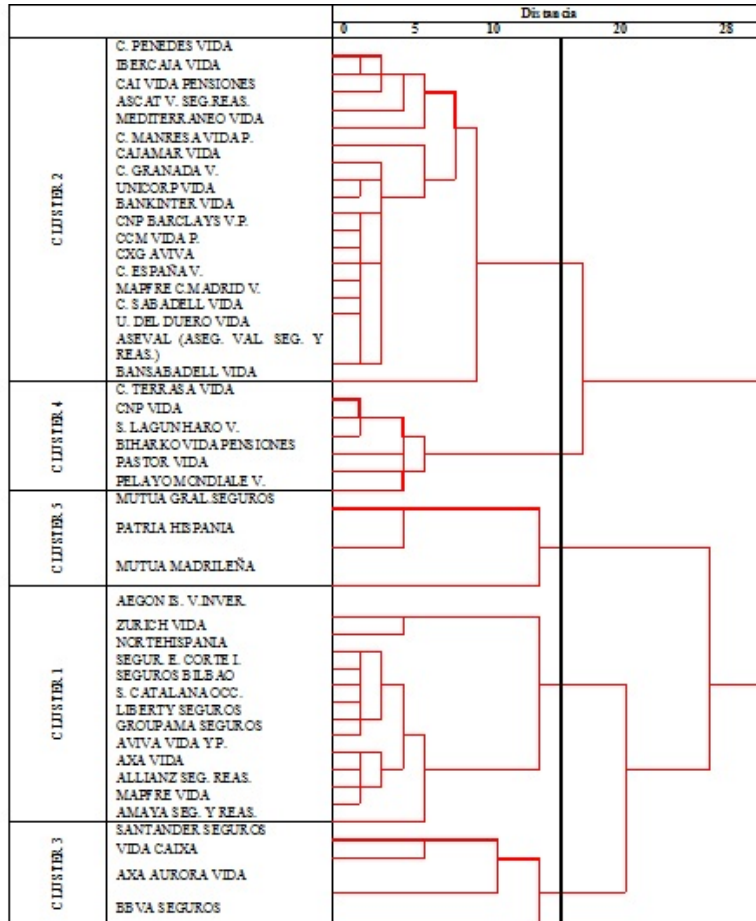 Distancia
0 5 10 20 28
CLUSTER 2
C. PENEDES VIDA
IBERCAJA VIDA
CAI VIDA PENSIONES
ASCAT V. SEG.REAS.
MEDITERRANEO VIDA
C. MANRESA VIDA P.
CAJAMAR VIDA
C. GRANADA V.
UNICORP VIDA
BANKINTER VIDA
CNP BARCLAYS V.P.
CCM VIDA P.
CXG AVIVA
C. ESPAÑA V.
MAPFRE C.MADRID V.
C. SABADELL VIDA
U. DEL DUERO VIDA
ASEVAL (ASEG. VAL SEG. Y
REAS.)
BANSABADELL VIDA
CLUSTER 4
C. TERRASA VIDA
CNP VIDA
S. LAGUN HARO V.
BIHARKO VIDA PENSIONES
PASTOR VIDA
PELAYO MONDIALE V.
CLUSTER 5
MUTUA GRAL.SEGUROS
PATRIA HISPANIA
MUTUA MADRILEÑA
CLUSTER 1
AEGON IS. V.INVER.
ZURICH VIDA
NORTEHISPANIA
SEGUR. E. CORTE I.
SEGUROS BILBAO
S. CATALANA OCC.
LIBERTY SEGUROS
GROUPAMA SEGUROS
AVIVA VIDA Y P.
AXA VIDA
ALLIANZ SEG. REAS.
MAPFRE VIDA
AMAYA SEG. Y REAS.
CLUSTER 3
SANTANDER SEGUROS
VIDA CAIXA
AXA AURORA VIDA
BBVA SEGUROS